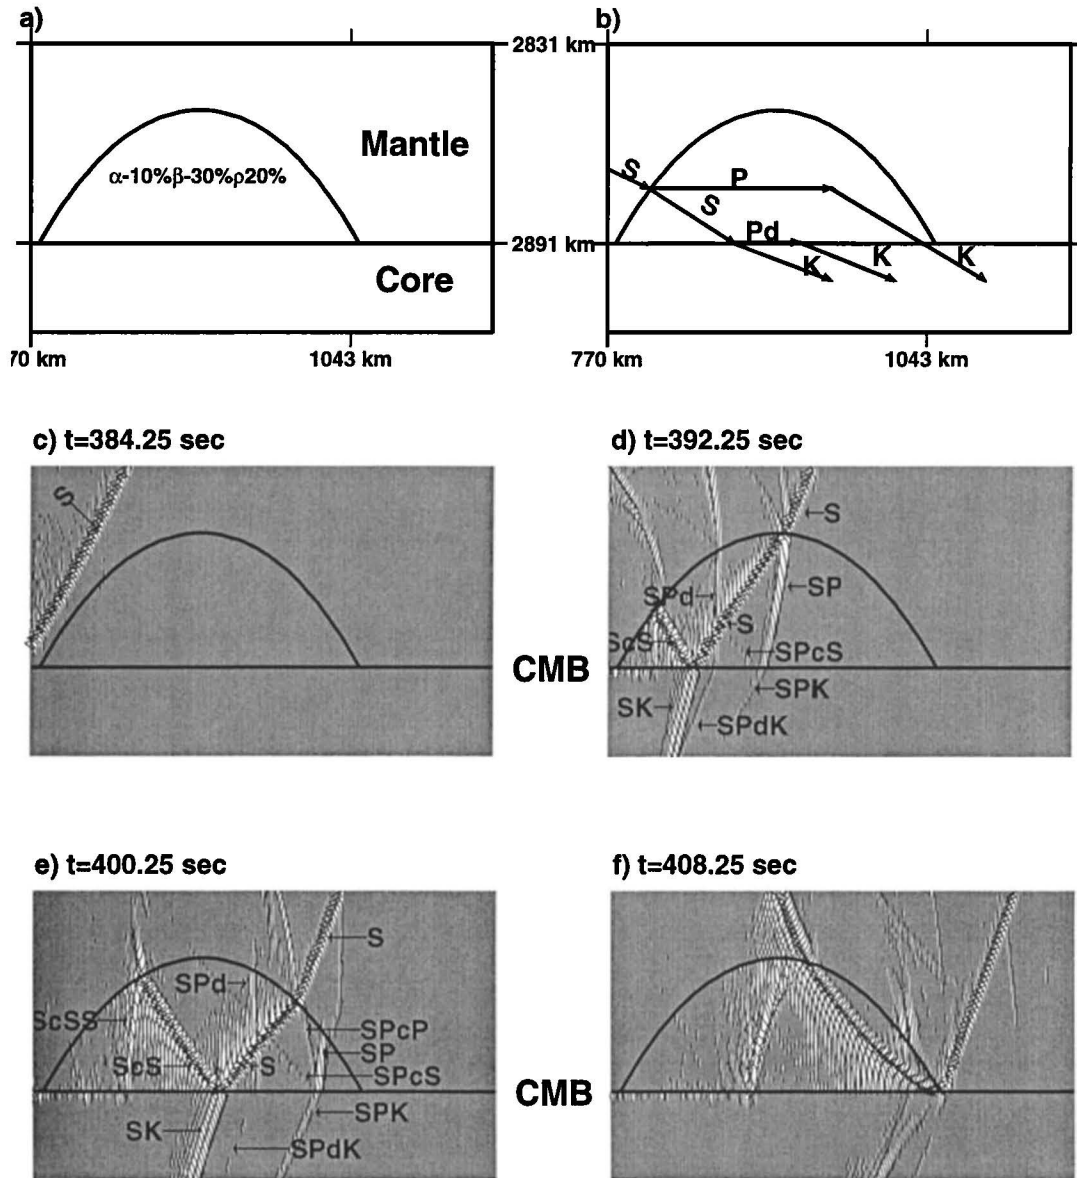 a)
b)
2831 km
Mantle
α-10%β-30%ρ20%
S
P
S
Pd
2891 km
K
K
K
Core
70 km
1043 km
770 km
1043 km
c) t=384.25 sec
d) t=392.25 sec
S
S
SPd
SP
S
ScS
SPcS
CMB
SPK
SK
SPdK
e) t=400.25 sec
f) t=408.25 sec
S
SPd
ScSS
SPcP
SP
ScS
S
SPcS
CMB
SPK
SK
SPdK